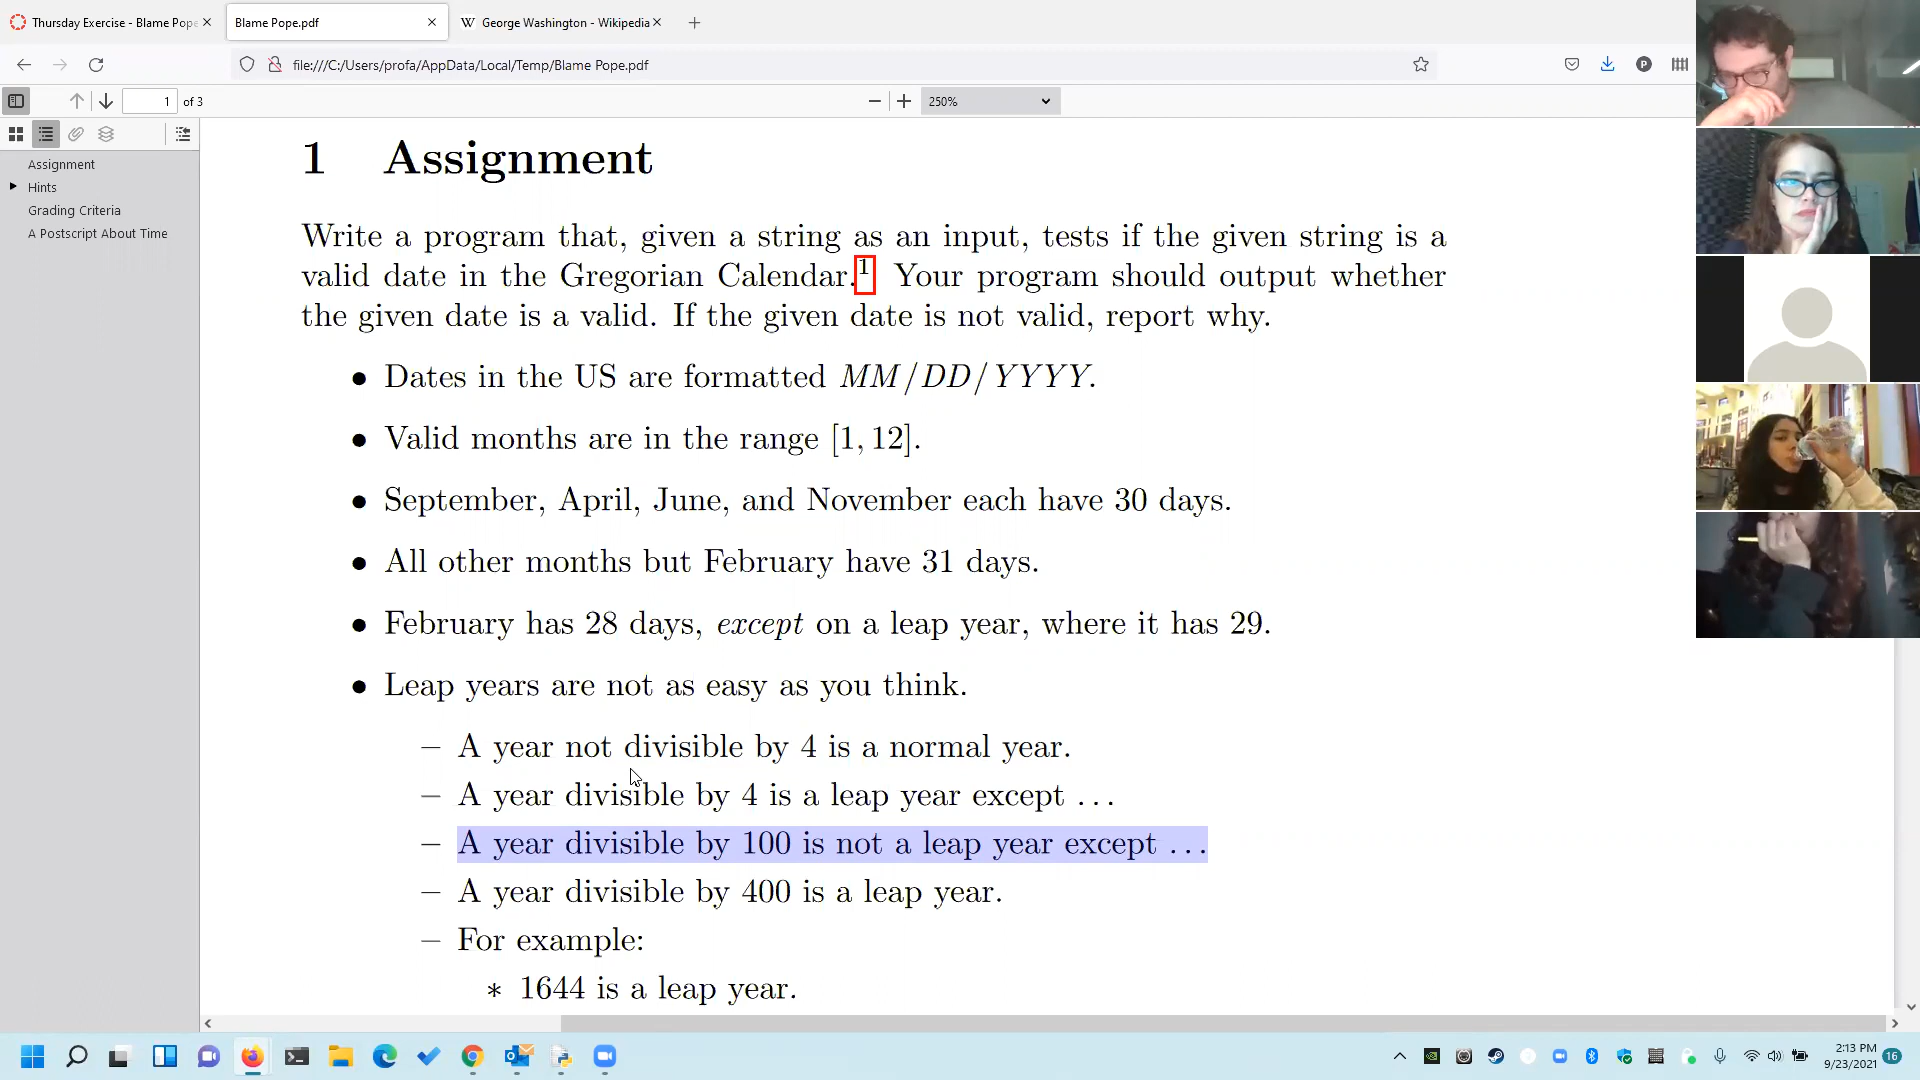 Thursday Exercise - Blame Pope
Blame Pope.pdf
George Washington - Wikipedia
file:///C:/Users/profa/AppData/Local/Temp/Blame Pope.pdf
1 of 3
250%
Assignment
Hints
Grading Criteria
A Postscript About Time
1 Assignment
Write a program that, given a string as an input, tests if the given string is a
valid date in the Gregorian Calendar.1 Your program should output whether
the given date is a valid. If the given date is not valid, report why.
• Dates in the US are formatted MM/DD/YYYY.
• Valid months are in the range [1, 12].
• September, April, June, and November each have 30 days.
• All other months but February have 31 days.
• February has 28 days, except on a leap year, where it has 29.
• Leap years are not as easy as you think.
– A year not divisible by 4 is a normal year.
– A year divisible by 4 is a leap year except ...
– A year divisible by 100 is not a leap year except ...
– A year divisible by 400 is a leap year.
– For example:
* 1644 is a leap year.
2:13 PM
9/23/2021
16